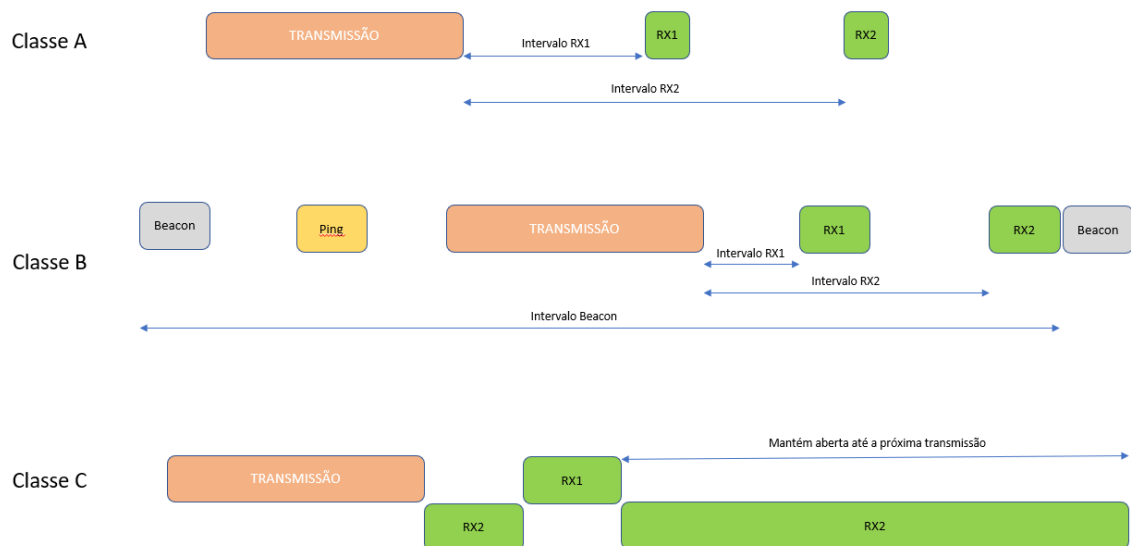 Classe A
TRANSMISSÃO
Intervalo RX1
RX1
RX2
Intervalo RX2
Classe B
Beacon
Ping
TRANSMISSÃO
Intervalo RX1
RX1
RX2
Beacon
Intervalo RX2
Intervalo Beacon
Classe C
TRANSMISSÃO
RX2
RX1
Mantém aberta até a próxima transmissão
RX2